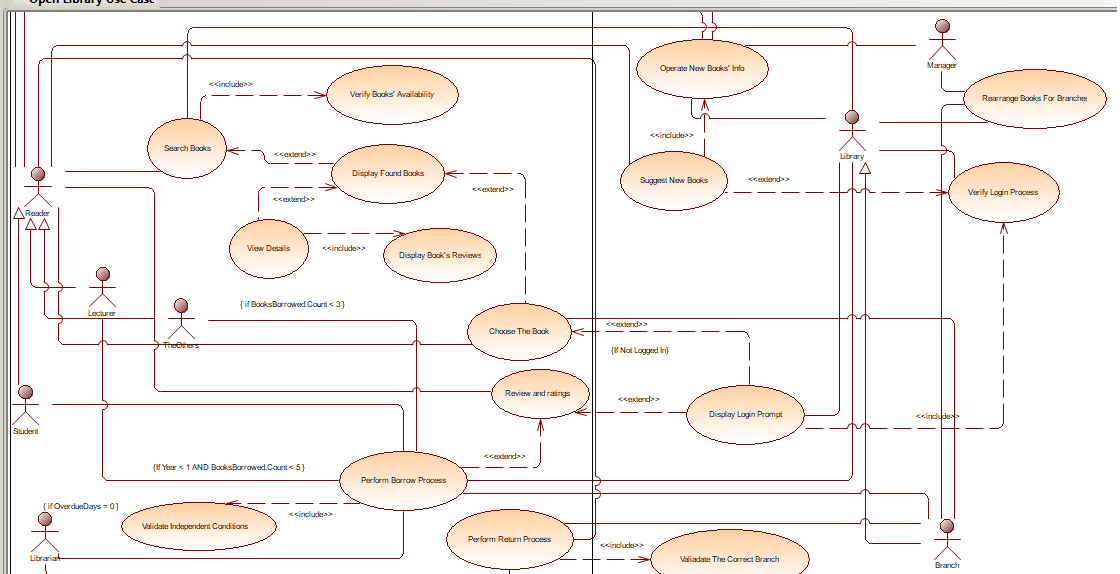 Open Library Use Case
Manager
Operate New Books' Info
<<include>>
Verify Books' Availability
Rearrange Books For Branches
Library
<<include>>
Search Books
<<extend>>
Display Found Books
<<extend>>
Suggest New Books
<<extend>>
Verify Login Process
<<extend>>
Reader
View Details
<<include>>
Display Book's Reviews
Lecturer
{ if BooksBorrowed.Count < 3 }
TheOthers
Choose The Book
<<extend>>
{If Not Logged In}
Review and ratings
<<extend>>
Display Login Prompt
<<include>>
Student
<<extend>>
{If Year < 1 AND BooksBorrowed.Count < 5 }
Perform Borrow Process
{ if OverdueDays = 0 }
<<include>>
Validate Independent Conditions
Librarian
Perform Return Process
<<include>>
Valiadate The Correct Branch
Branch